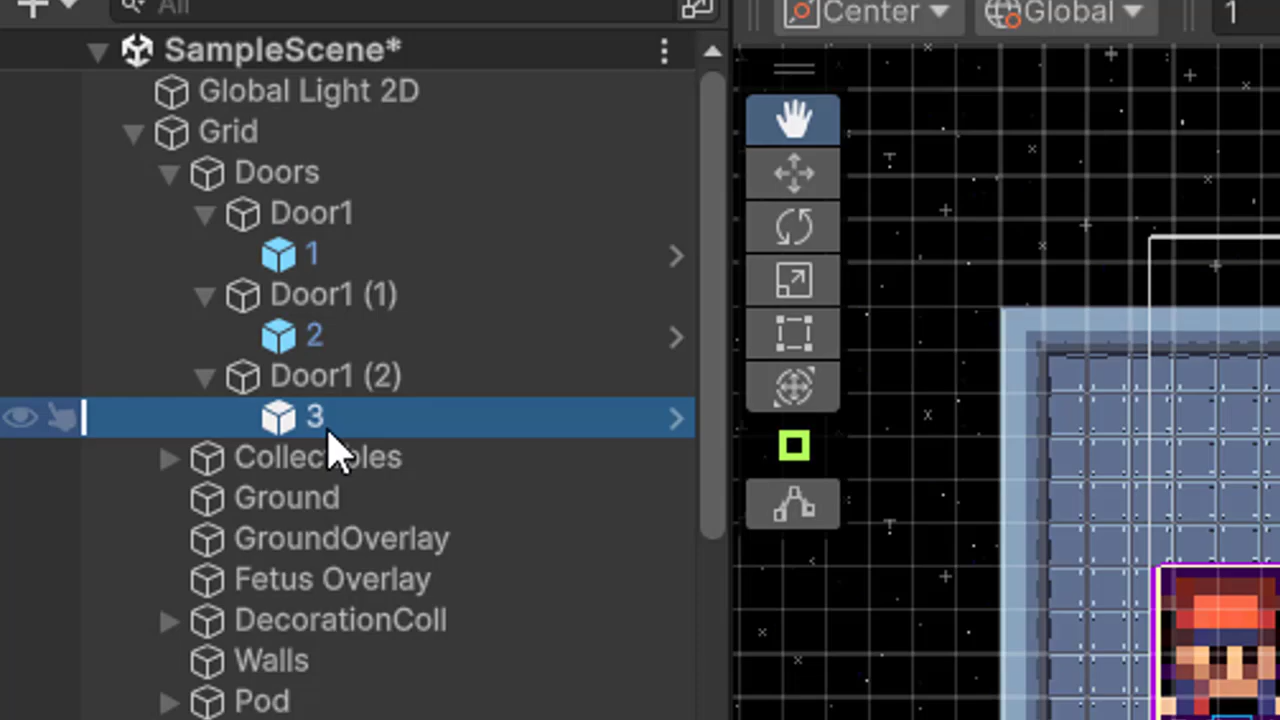 All
Center
Global
1
SampleScene*
Global Light 2D
Grid
Doors
Door1
1
Door1 (1)
2
Door1 (2)
3
Ground
GroundOverlay
Fetus Overlay
DecorationColl
Walls
Pod